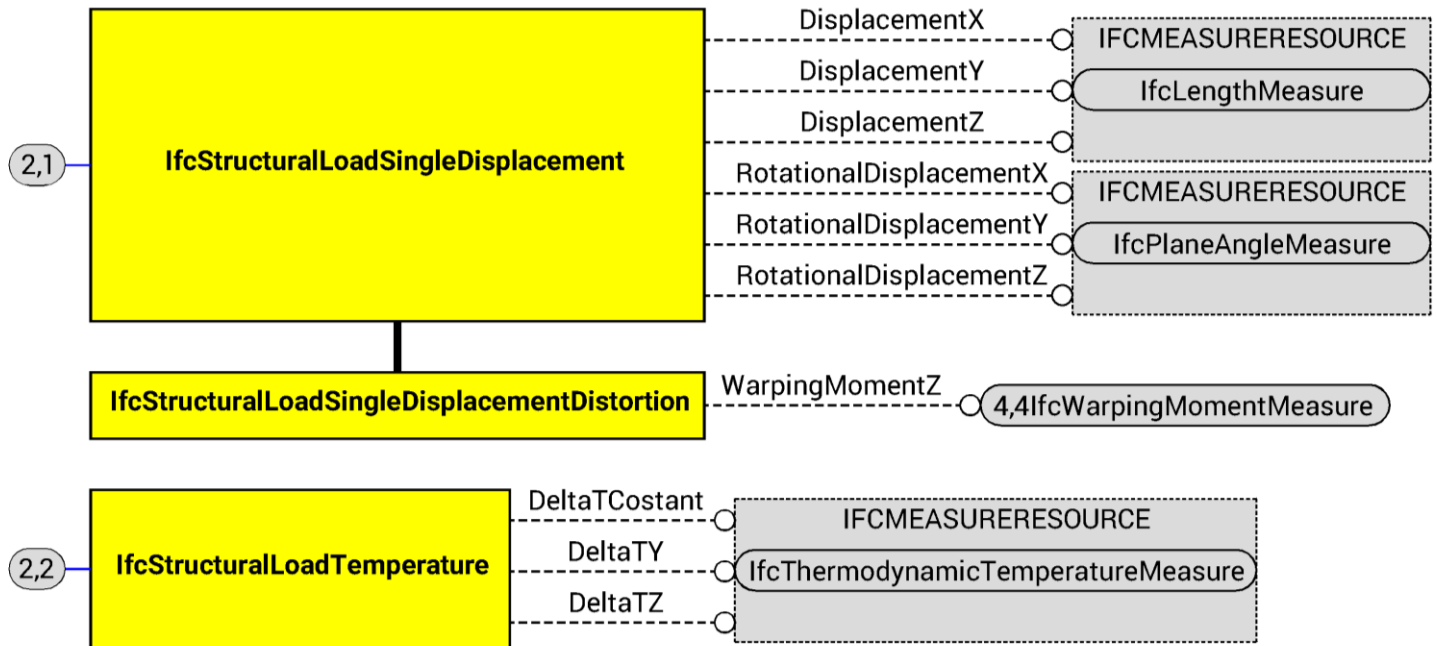 DisplacementX
IFCMEASURERESOURCE
DisplacementY
IfcLengthMeasure
DisplacementZ
2,1
IfcStructuralLoadSingleDisplacement
RotationalDisplacementX
IFCMEASURERESOURCE
RotationalDisplacementY
IfcPlaneAngleMeasure
RotationalDisplacementZ
IfcStructuralLoadSingleDisplacementDistortion
WarpingMomentZ
4,4IfcWarpingMomentMeasure
DeltaTCostant
IFCMEASURERESOURCE
2,2
IfcStructuralLoadTemperature
DeltaTY
IfcThermodynamicTemperatureMeasure
DeltaTZ